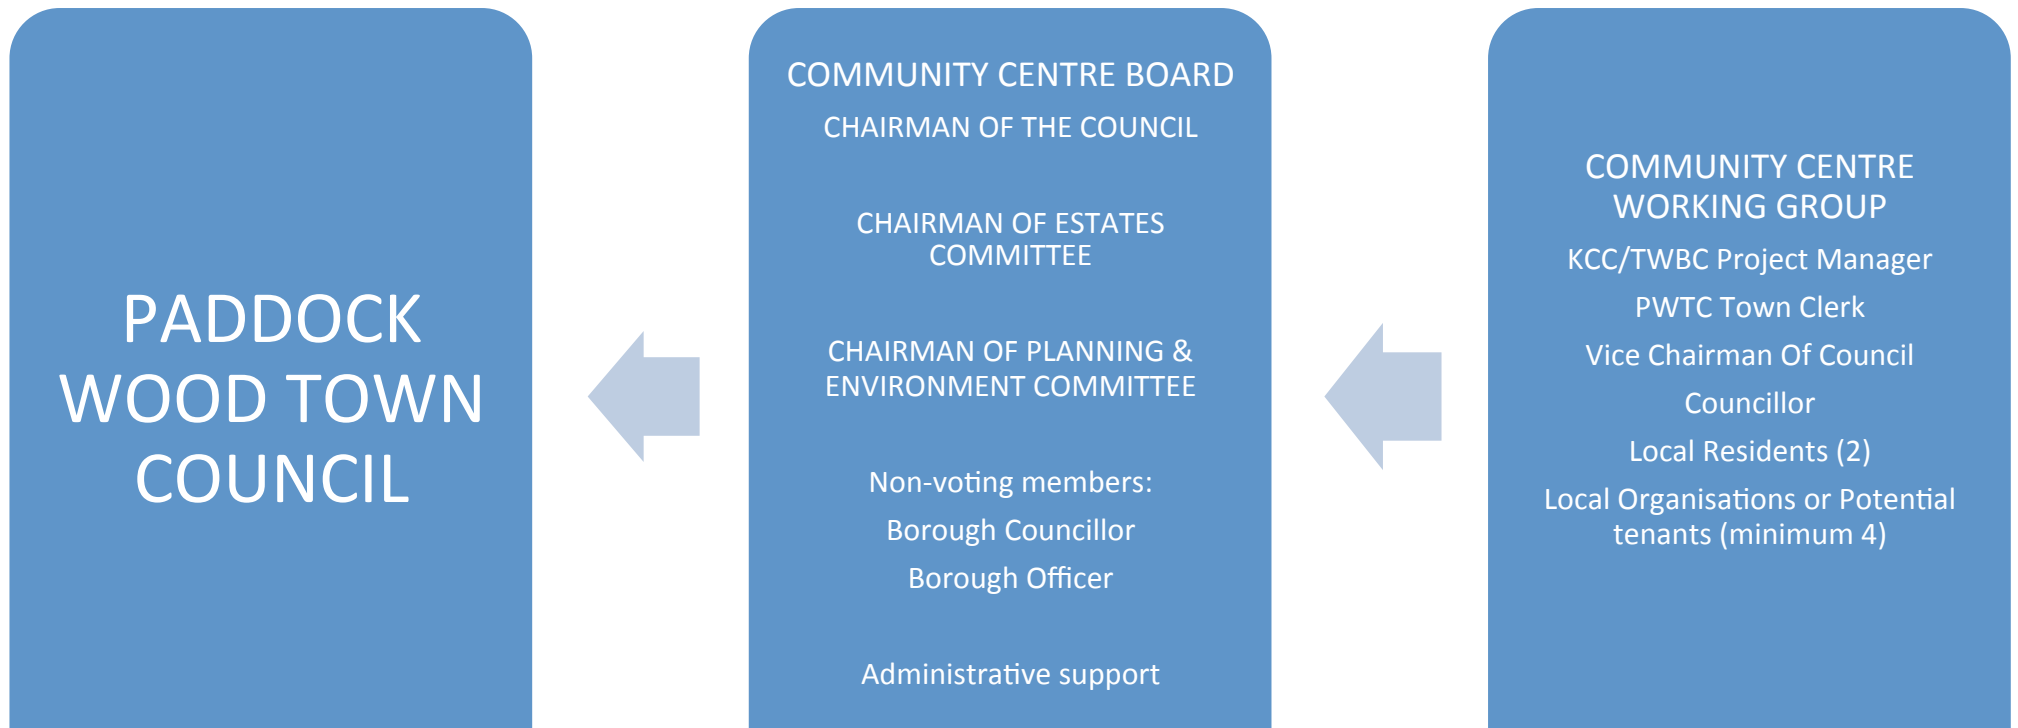 PADDOCK
WOOD TOWN
COUNCIL
COMMUNITY CENTRE BOARD
CHAIRMAN OF THE COUNCIL
CHAIRMAN OF ESTATES
COMMITTEE
CHAIRMAN OF PLANNING &
ENVIRONMENT COMMITTEE
Non-voting members:
Borough Councillor
Borough Officer
Administrative support
COMMUNITY CENTRE
WORKING GROUP
KCC/TWBC Project Manager
PWTC Town Clerk
Vice Chairman Of Council
Councillor
Local Residents (2)
Local Organisations or Potential
tenants (minimum 4)